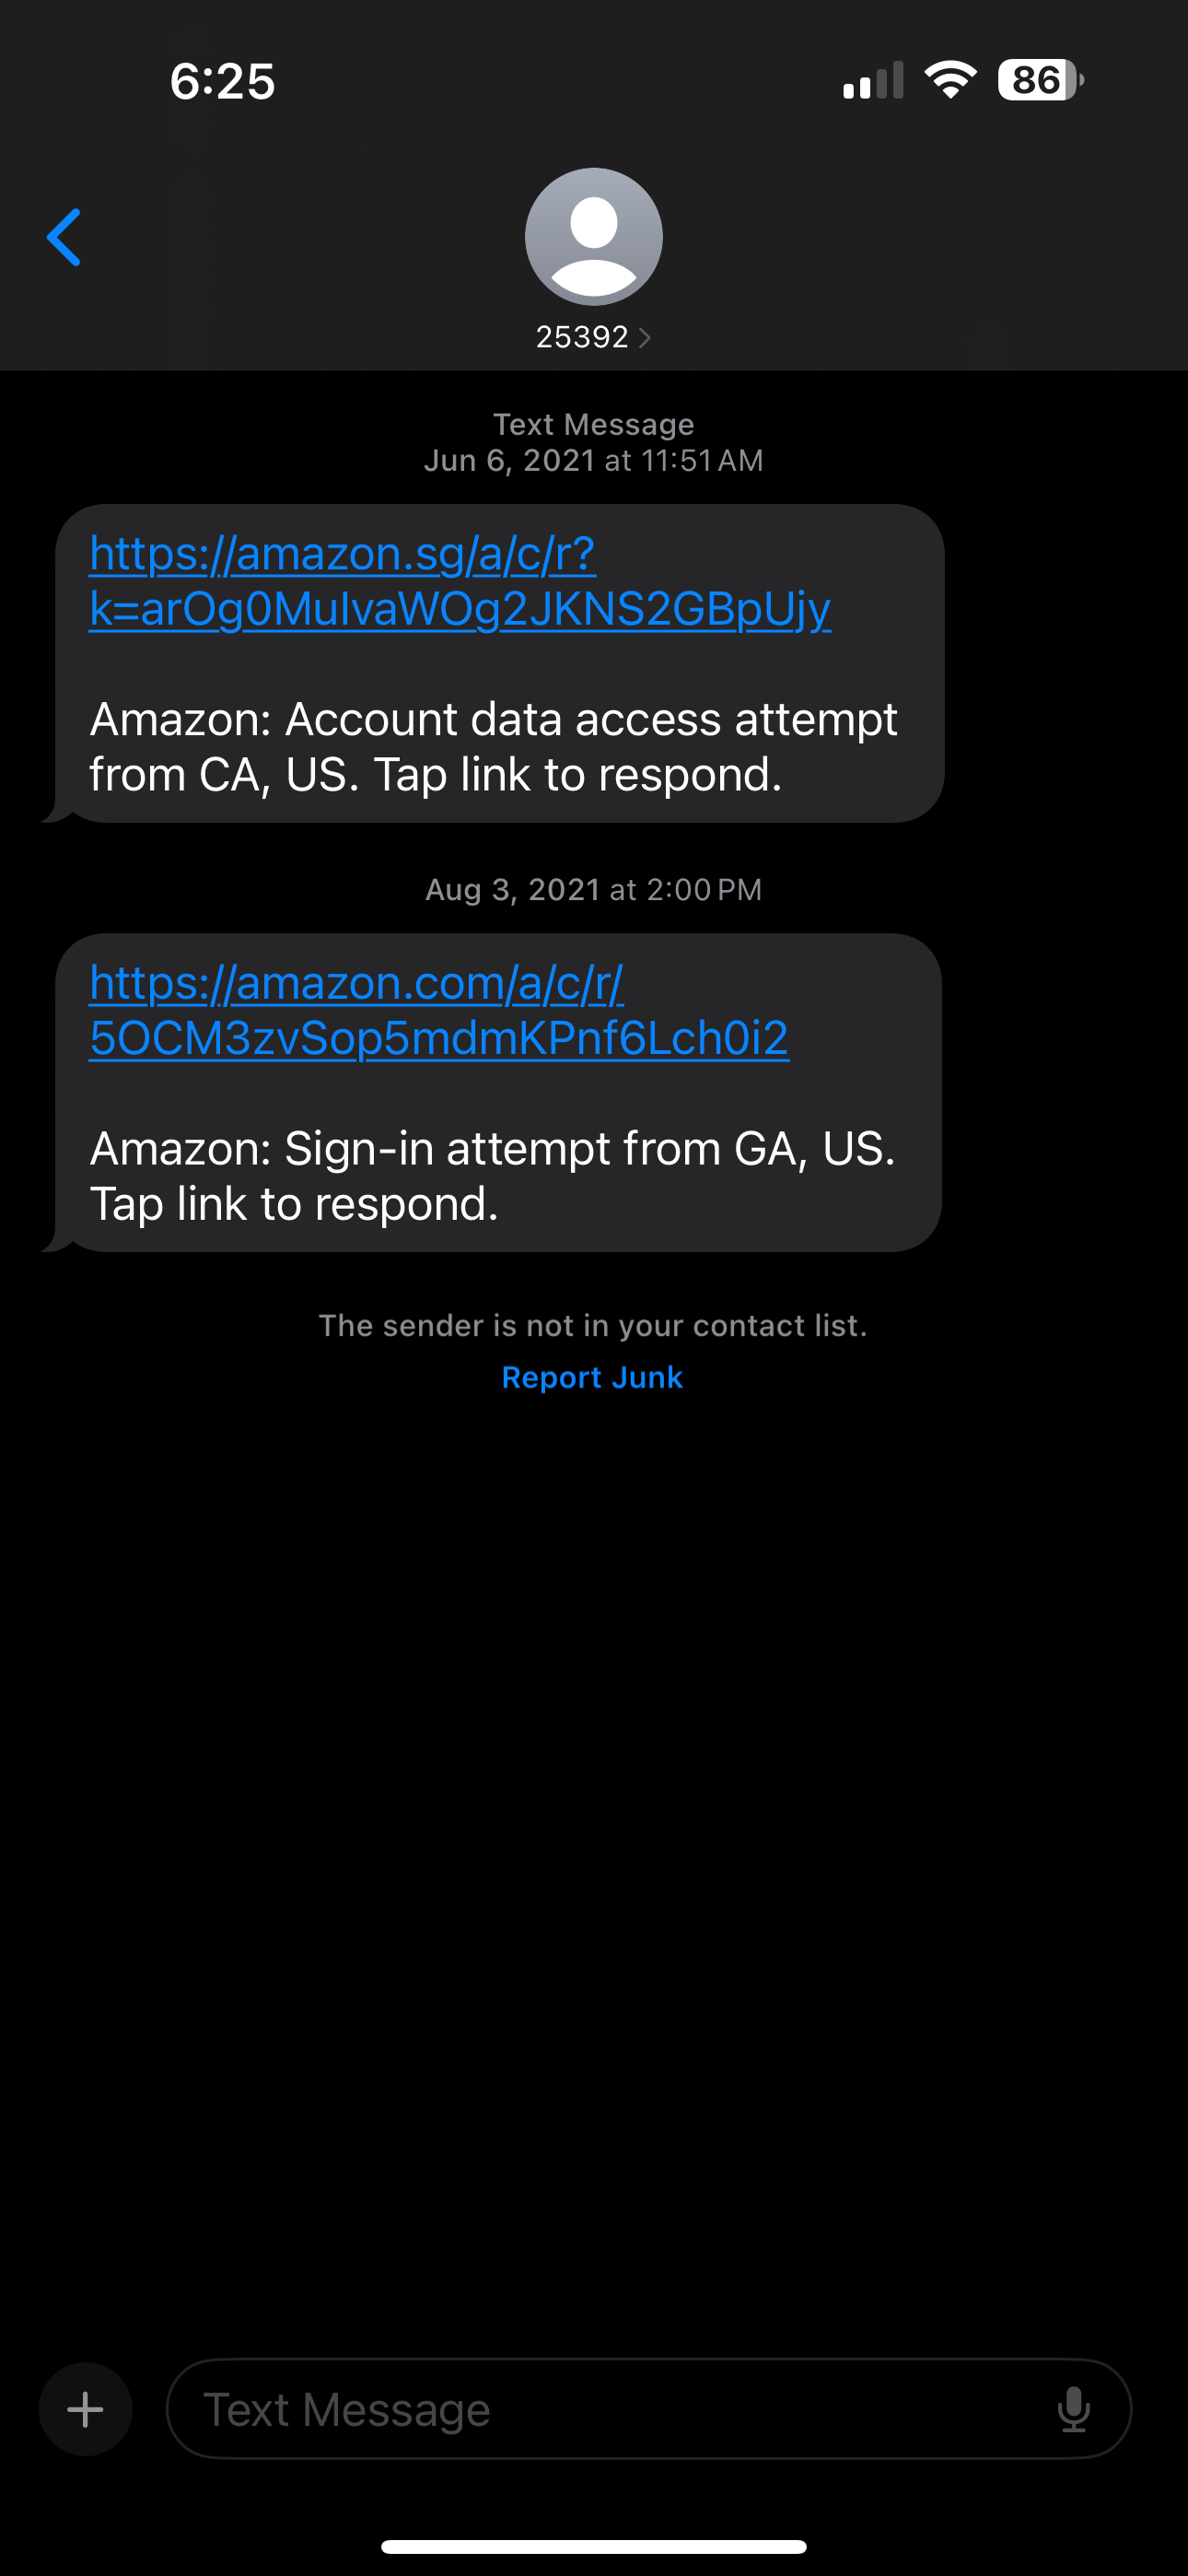 6:25
86
25392
Text Message
Jun 6, 2021 at 11:51 AM
https://amazon.sg/a/c/r?
k=arOg0MuIvaWOg2JKNS2GBpUjy
Amazon: Account data access attempt
from CA, US. Tap link to respond.
Aug 3, 2021 at 2:00 PM
https://amazon.com/a/c/r/
5OCM3zvSop5mdmKPnf6Lch0i2
Amazon: Sign-in attempt from GA, US.
Tap link to respond.
The sender is not in your contact list.
Report Junk
Text Message